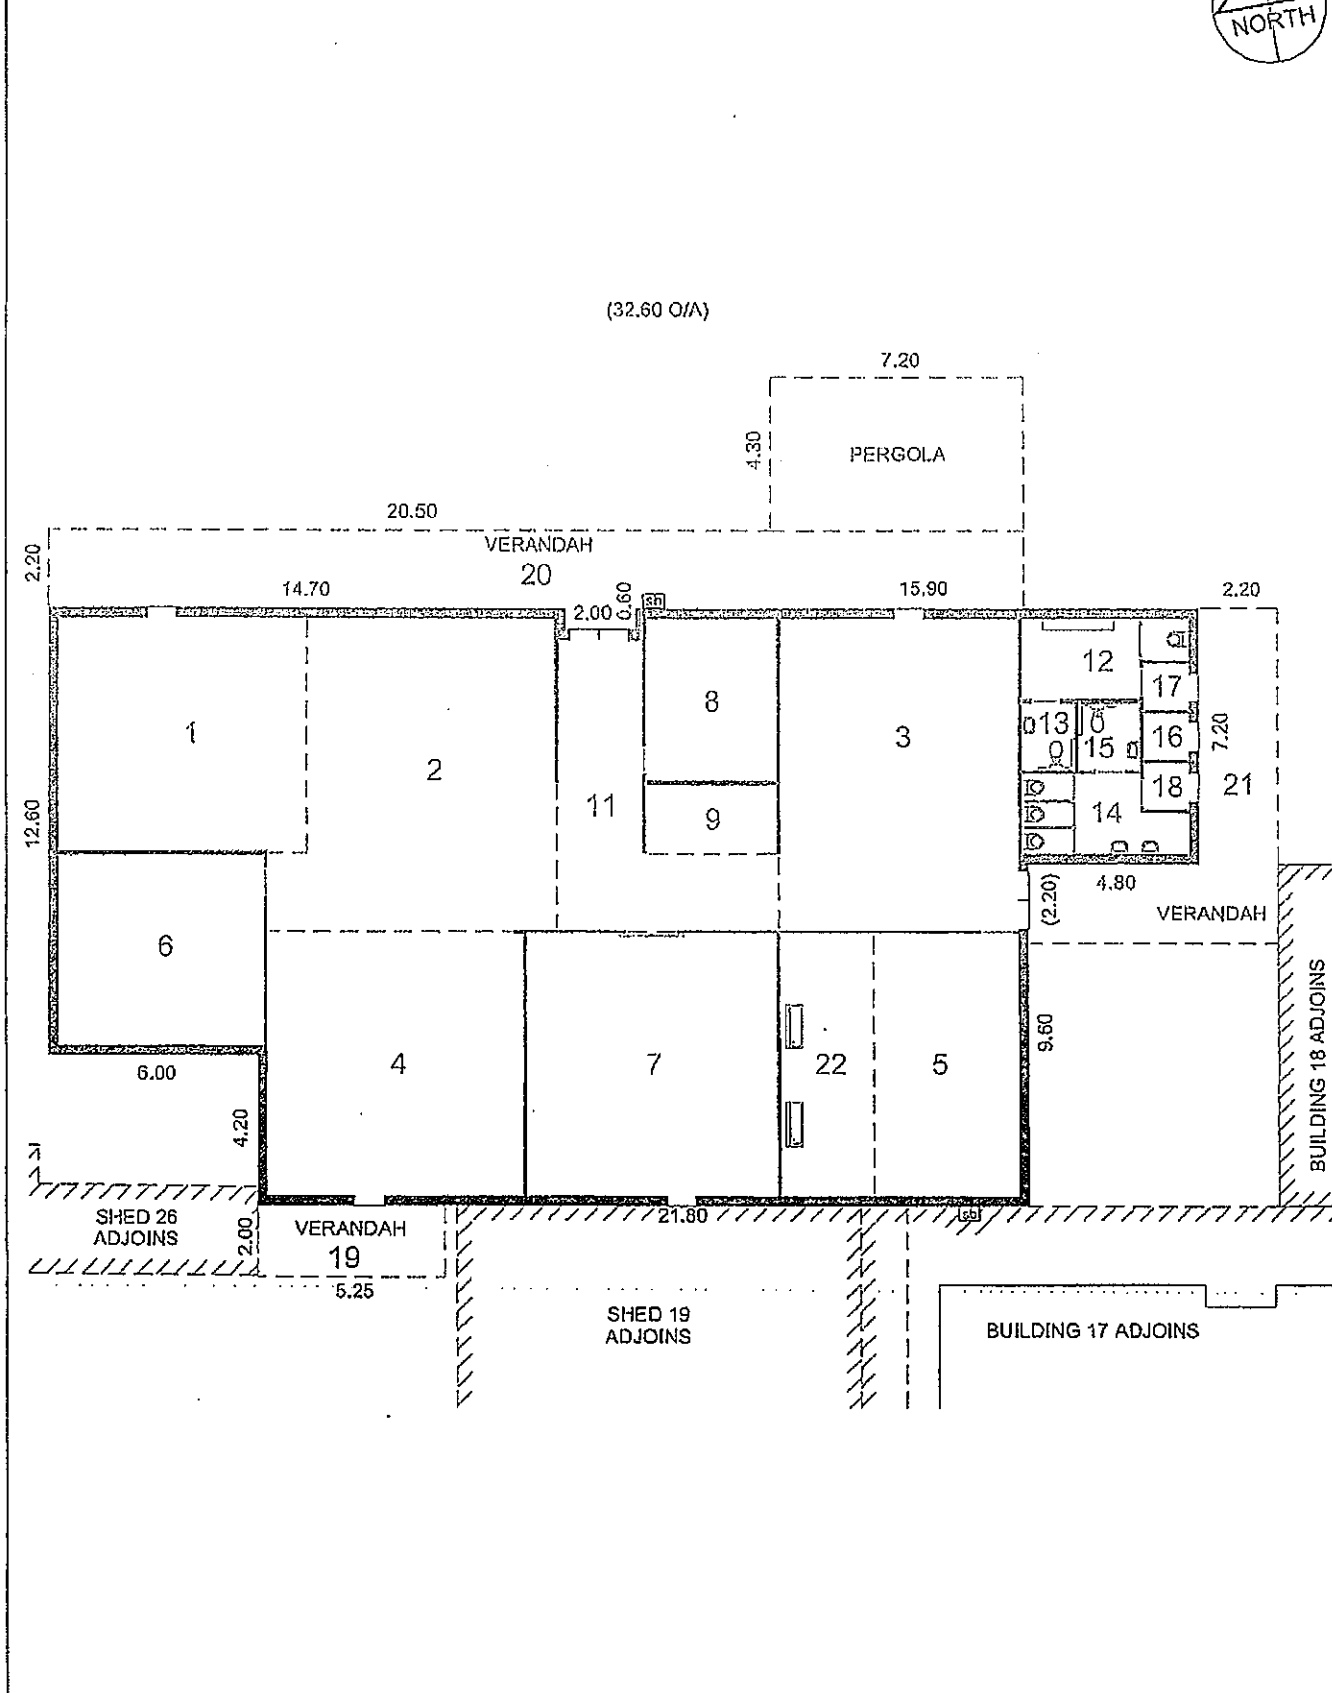 NORTH
(32.60 O/A)
7.20
4.30
PERGOLA
20.50
2.20
VERANDAH
20
14.70
2.00
0.60
sb
15.90
2.20
1
2
8
3
12
17
13
15
16
7.20
11
9
14
18
21
12.60
4.80
(2.20)
VERANDAH
6
6.00
4
7
22
5
9.60
BUILDING 18 ADJOINS
4.20
SHED 26
ADJOINS
2.00
VERANDAH
19
5.25
21.80
sb
SHED 19
ADJOINS
BUILDING 17 ADJOINS